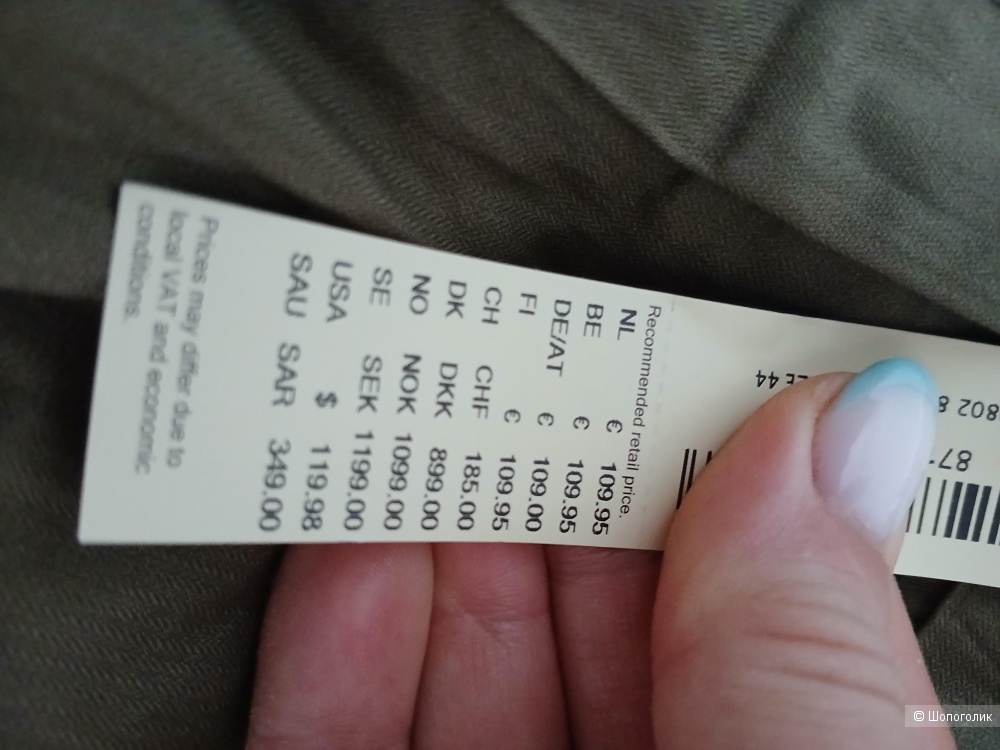 Recommended retail price.
NL € 109.95
BE € 109.95
DE/AT € 109.00
FI € 109.95
CH CHF 185.00
DK DKK 899.00
NO NOK 1099.00
SE SEK 1199.00
USA $ 119.98
SAU SAR 349.00
Prices may differ due to
local VAT and economic
conditions.
44
802 8
87
© Шопоголик